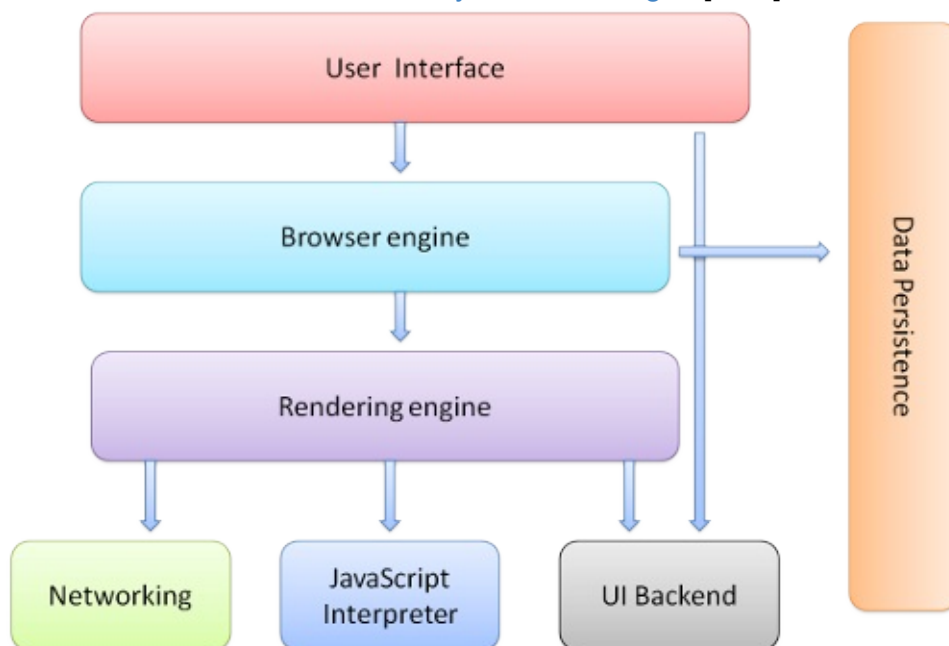 User Interface
Browser engine
Rendering engine
Networking
JavaScript
Interpreter
UI Backend
Data Persistence